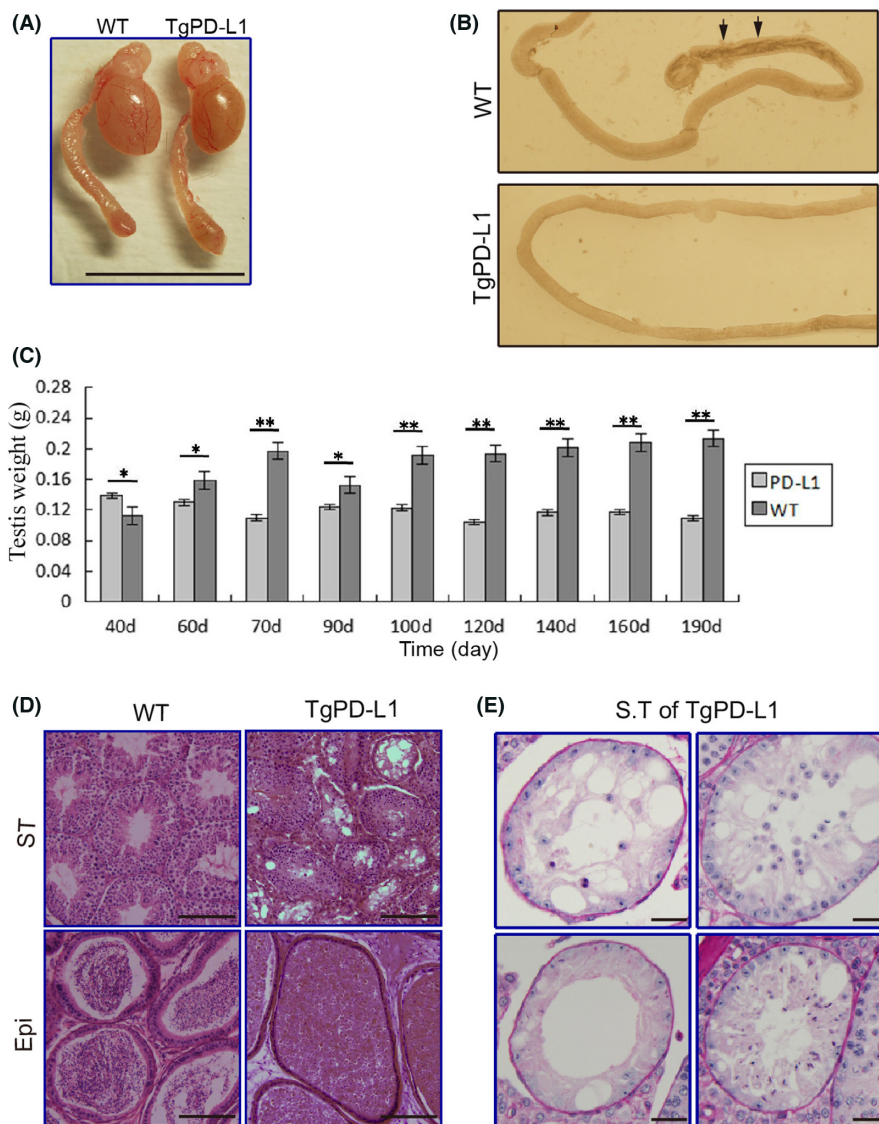 (A)
WT TgPD-L1
(B)
WT
TgPD-L1
(C)
Testis weight (g)
0.28
0.24
0.2
0.16
0.12
0.08
0.04
0
* * ** * ** ** ** ** **
PD-L1
WT
40d 60d 70d 90d 100d 120d 140d 160d 190d
Time (day)
(D)
WT TgPD-L1
ST
Epi
(E)
S.T of TgPD-L1